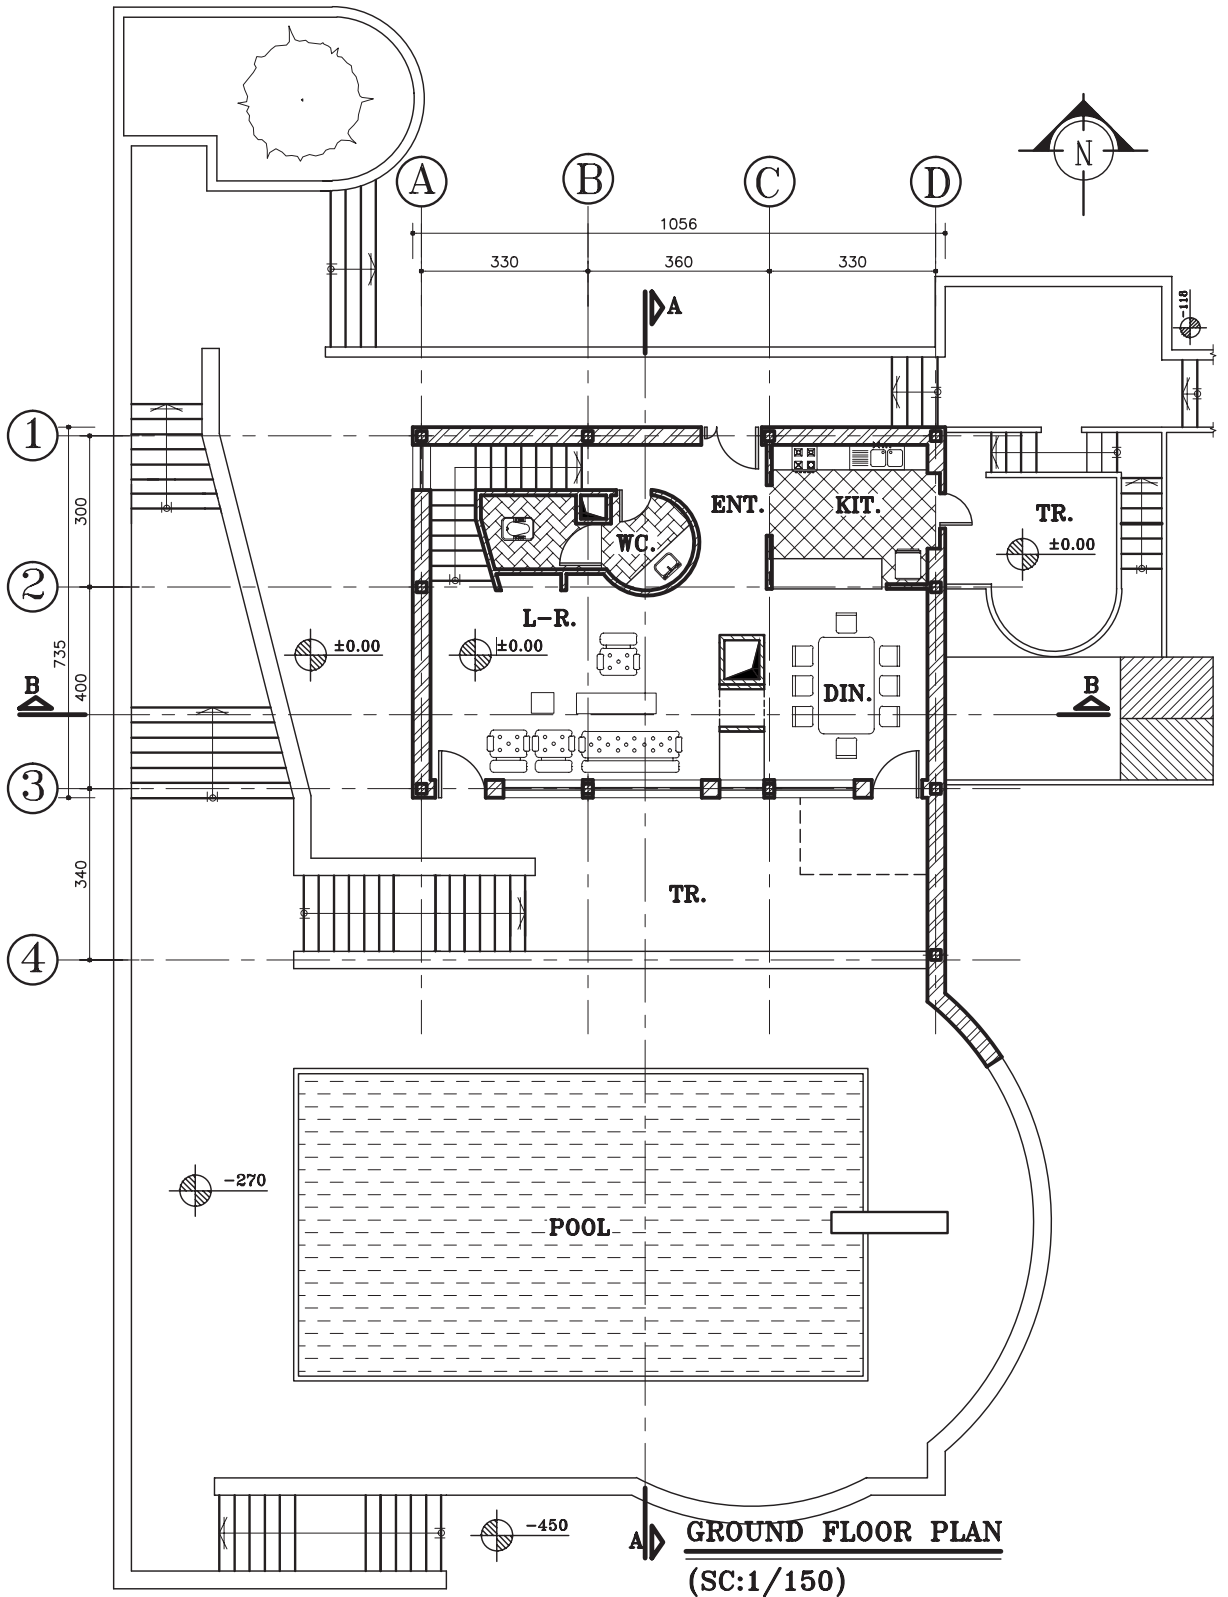 N
A B C D
1056
330 360 330
A
-118
1
300
ENT. KIT. TR.
WC. ±0.00
2
L-R.
±0.00 ±0.00
735
400
B DIN. B
3
340
TR.
4
-270
POOL
-450
A
GROUND FLOOR PLAN
(SC:1/150)